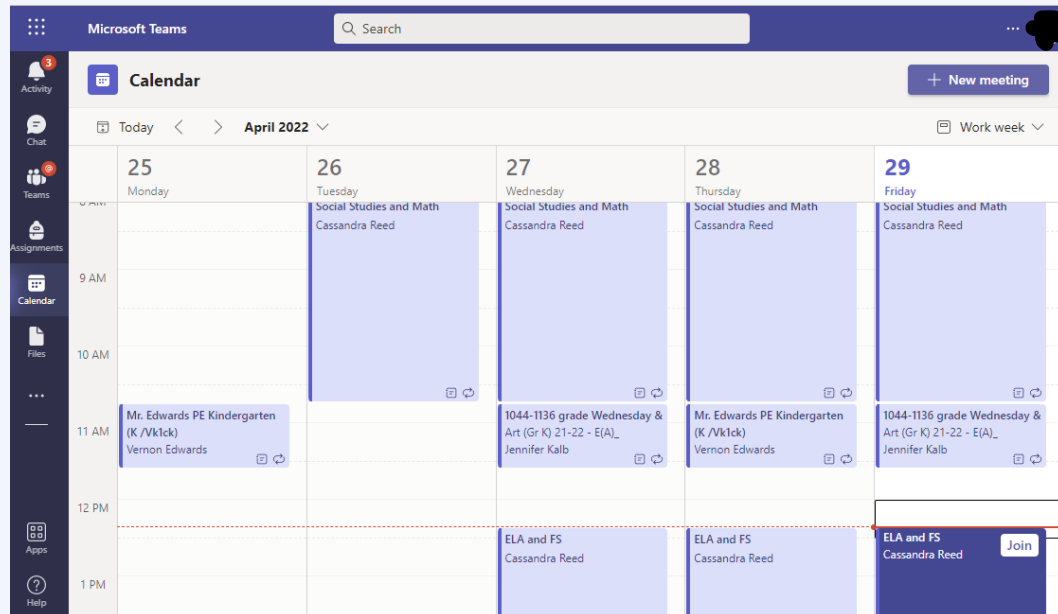 Microsoft Teams
Search
3
Activity
Chat
@
Teams
Assignments
Calendar
Files
Apps
Help
Calendar
New meeting
Today
April 2022
Work week
25
Monday
26
Tuesday
27
Wednesday
28
Thursday
29
Friday
8 AM
9 AM
10 AM
11 AM
12 PM
1 PM
Mr. Edwards PE Kindergarten
(K /Vk1ck)
Vernon Edwards
Social Studies and Math
Cassandra Reed
Social Studies and Math
Cassandra Reed
1044-1136 grade Wednesday &
Art (Gr K) 21-22 - E(A)_
Jennifer Kalb
ELA and FS
Cassandra Reed
Social Studies and Math
Cassandra Reed
Mr. Edwards PE Kindergarten
(K /Vk1ck)
Vernon Edwards
ELA and FS
Cassandra Reed
Social Studies and Math
Cassandra Reed
1044-1136 grade Wednesday &
Art (Gr K) 21-22 - E(A)_
Jennifer Kalb
ELA and FS
Cassandra Reed
Join